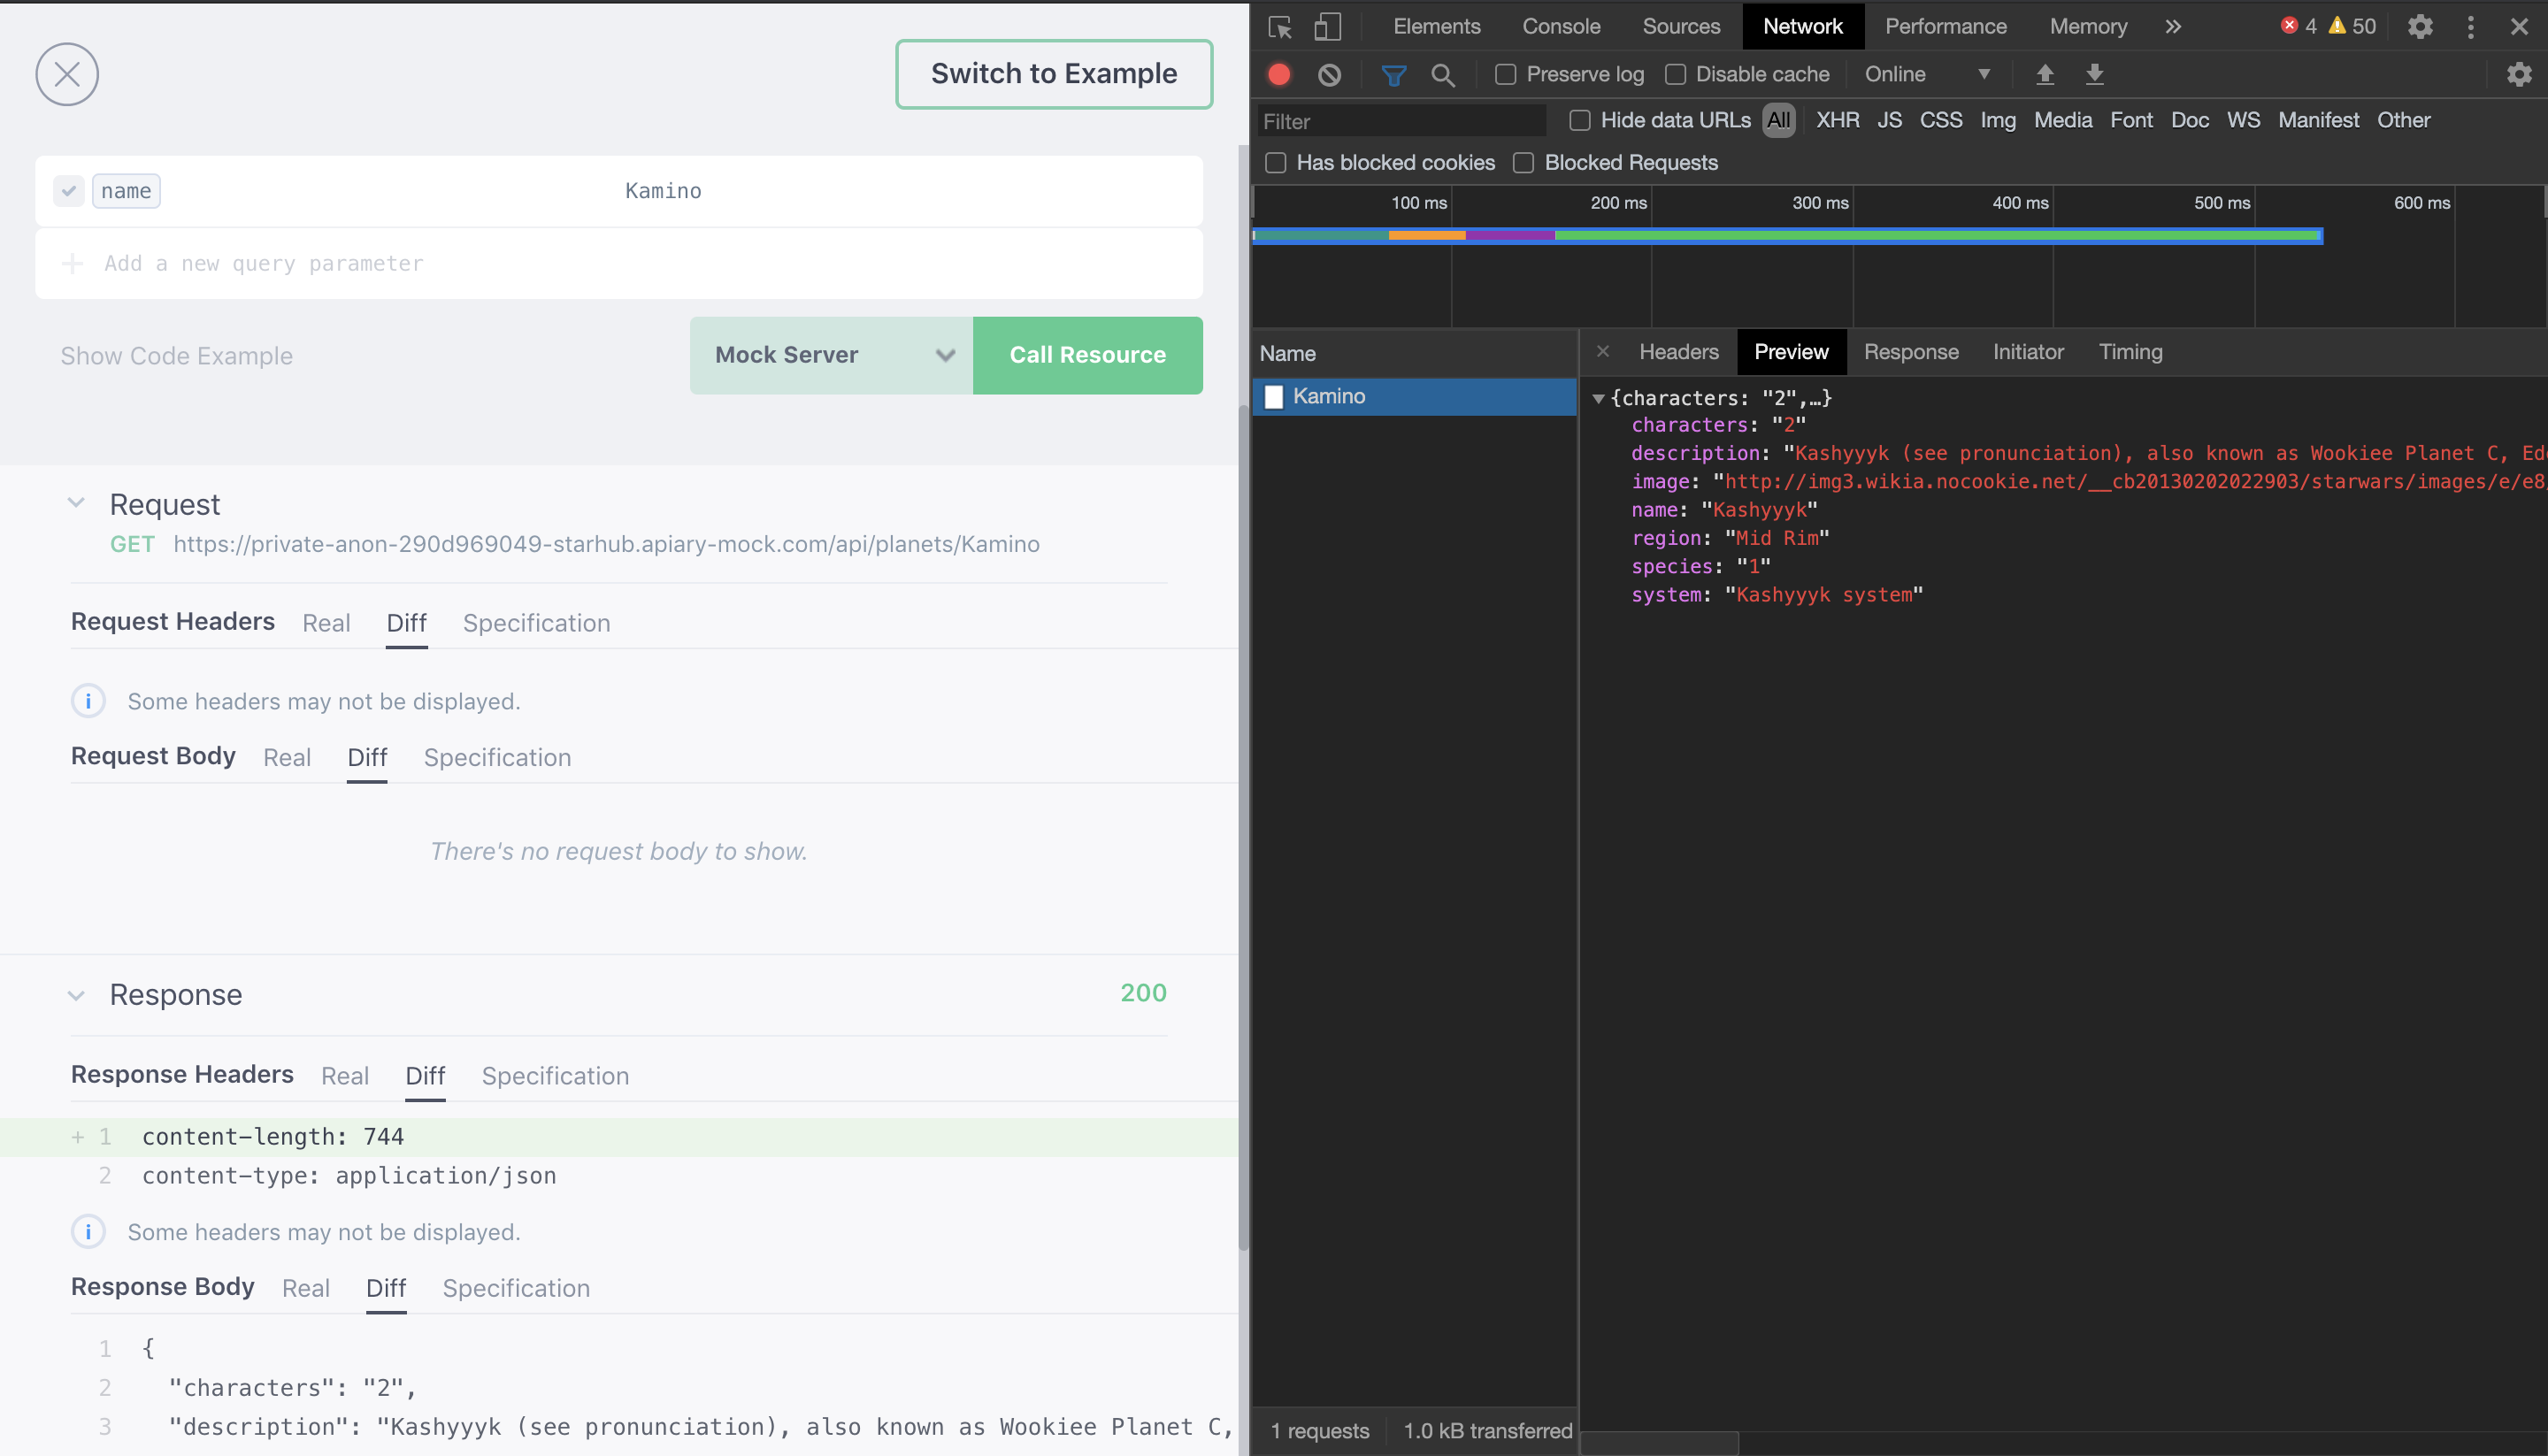 Switch to Example
name Kamino
Add a new query parameter
Show Code Example Mock Server Call Resource
Request
GET https://private-anon-290d969049-starhub.apiary-mock.com/api/planets/Kamino
Request Headers Real Diff Specification
i Some headers may not be displayed.
Request Body Real Diff Specification
There's no request body to show.
Response 200
Response Headers Real Diff Specification
+ 1 content-length: 744
2 content-type: application/json
i Some headers may not be displayed.
Response Body Real Diff Specification
1 {
2 "characters": "2",
3 "description": "Kashyyyk (see pronunciation), also known as Wookiee Planet C,
Elements Console Sources Network Performance Memory » 4 50
Preserve log Disable cache Online
Filter Hide data URLs All XHR JS CSS Img Media Font Doc WS Manifest Other
Has blocked cookies Blocked Requests
100 ms 200 ms 300 ms 400 ms 500 ms 600 ms
Name
Kamino
Headers Preview Response Initiator Timing
{characters: "2",…}
characters: "2"
description: "Kashyyyk (see pronunciation), also known as Wookiee Planet C, Ed
image: "http://img3.wikia.nocookie.net/__cb20130202022903/starwars/images/e/e8
name: "Kashyyyk"
region: "Mid Rim"
species: "1"
system: "Kashyyyk system"
1 requests 1.0 kB transferred